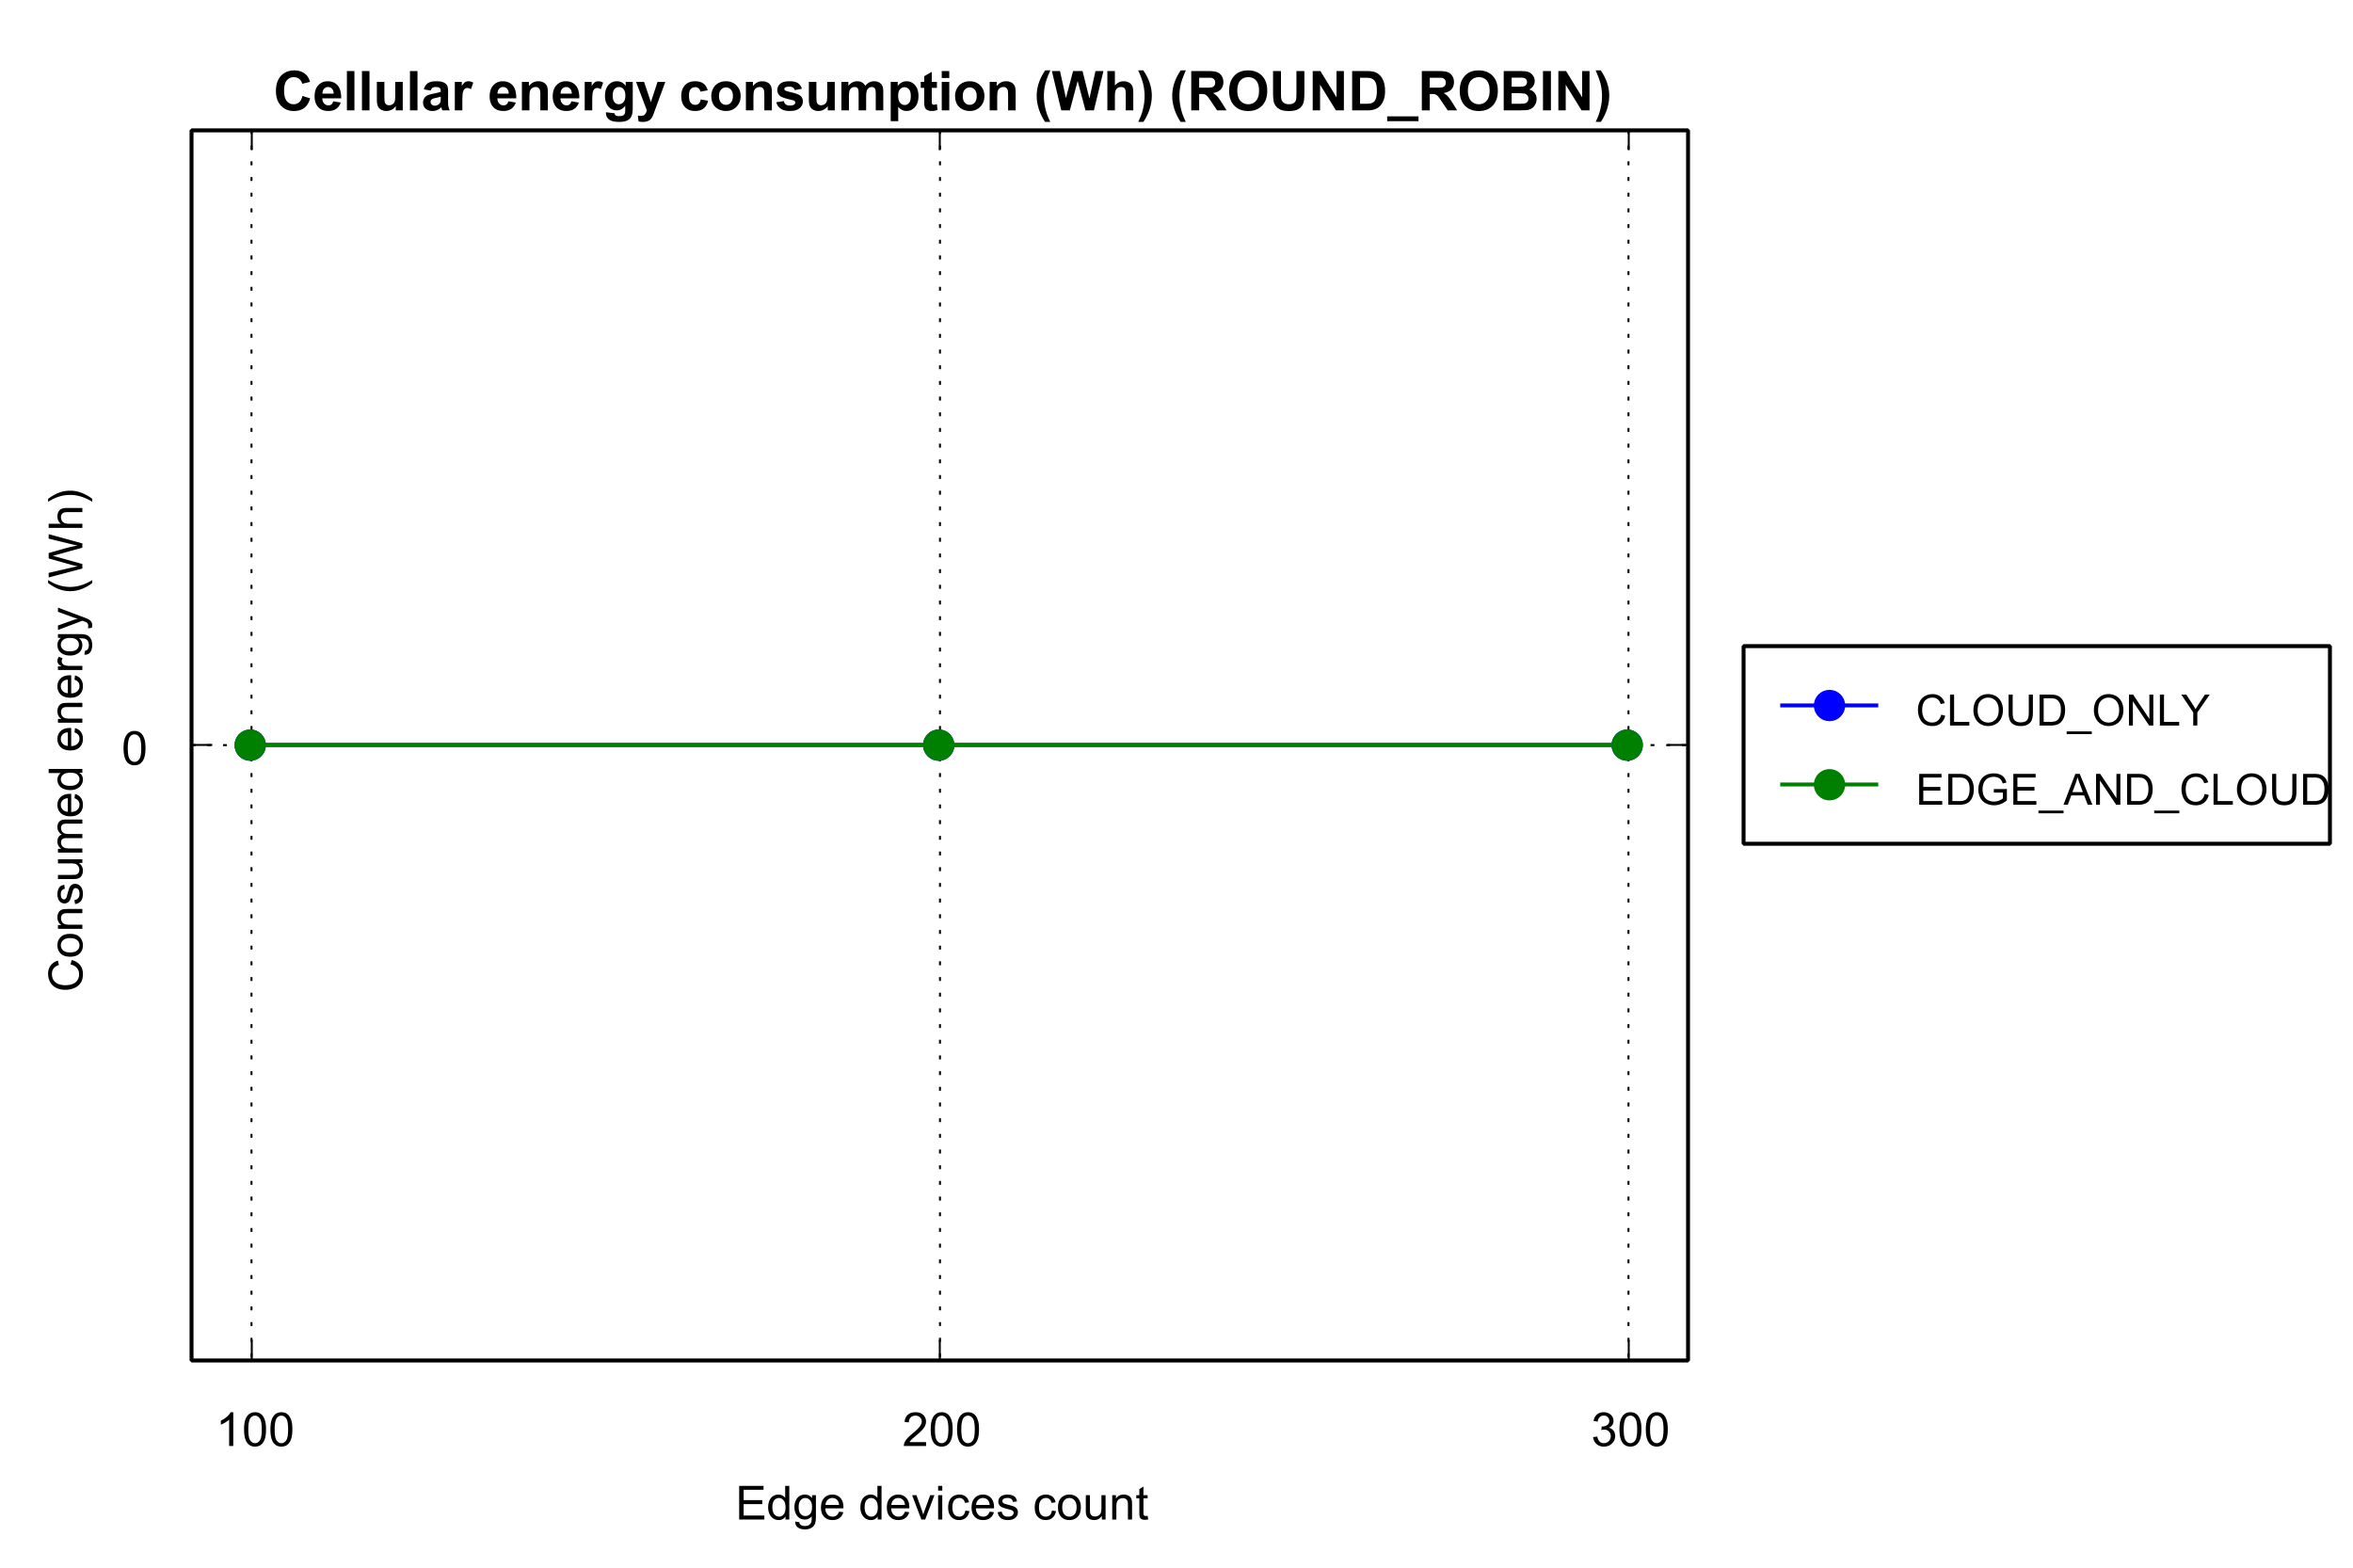 Cellular energy consumption (Wh) (ROUND_ROBIN)
Consumed energy (Wh)
0
CLOUD_ONLY
EDGE_AND_CLOUD
100 200 300
Edge devices count